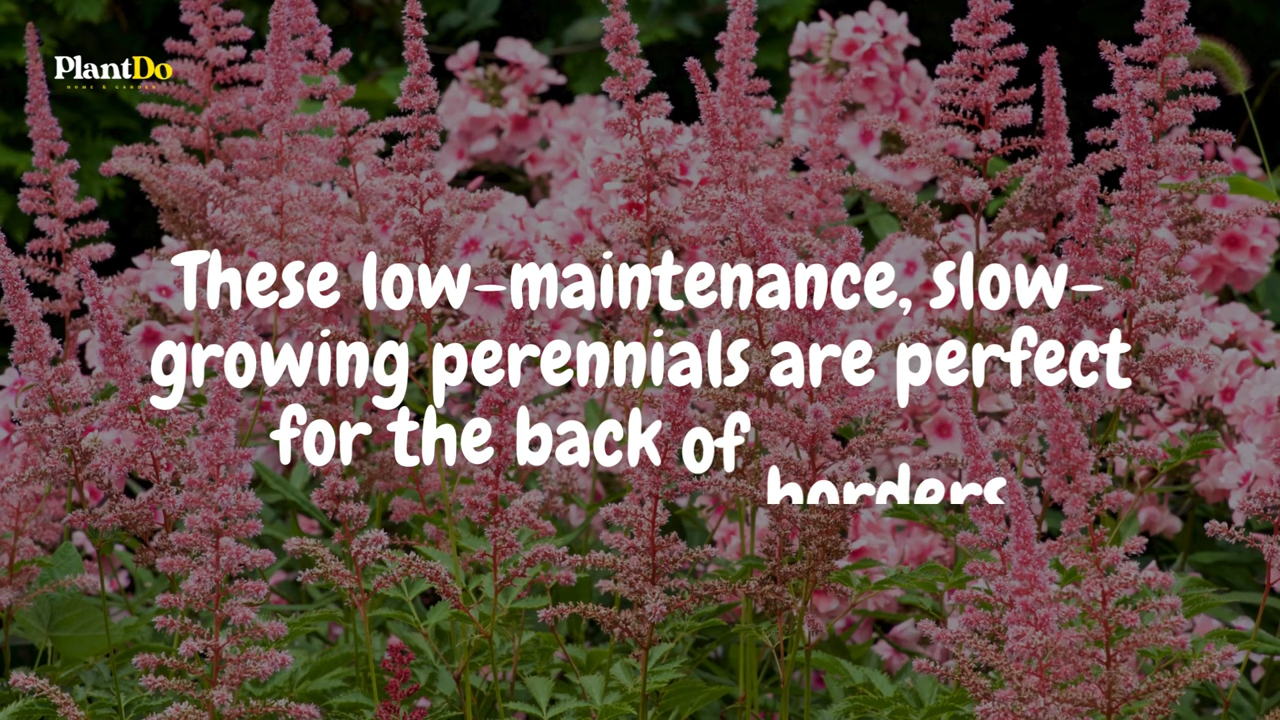 PlantDo
HOME & GARDEN
These low-maintenance, slow-
growing perennials are perfect
for the back of
borders